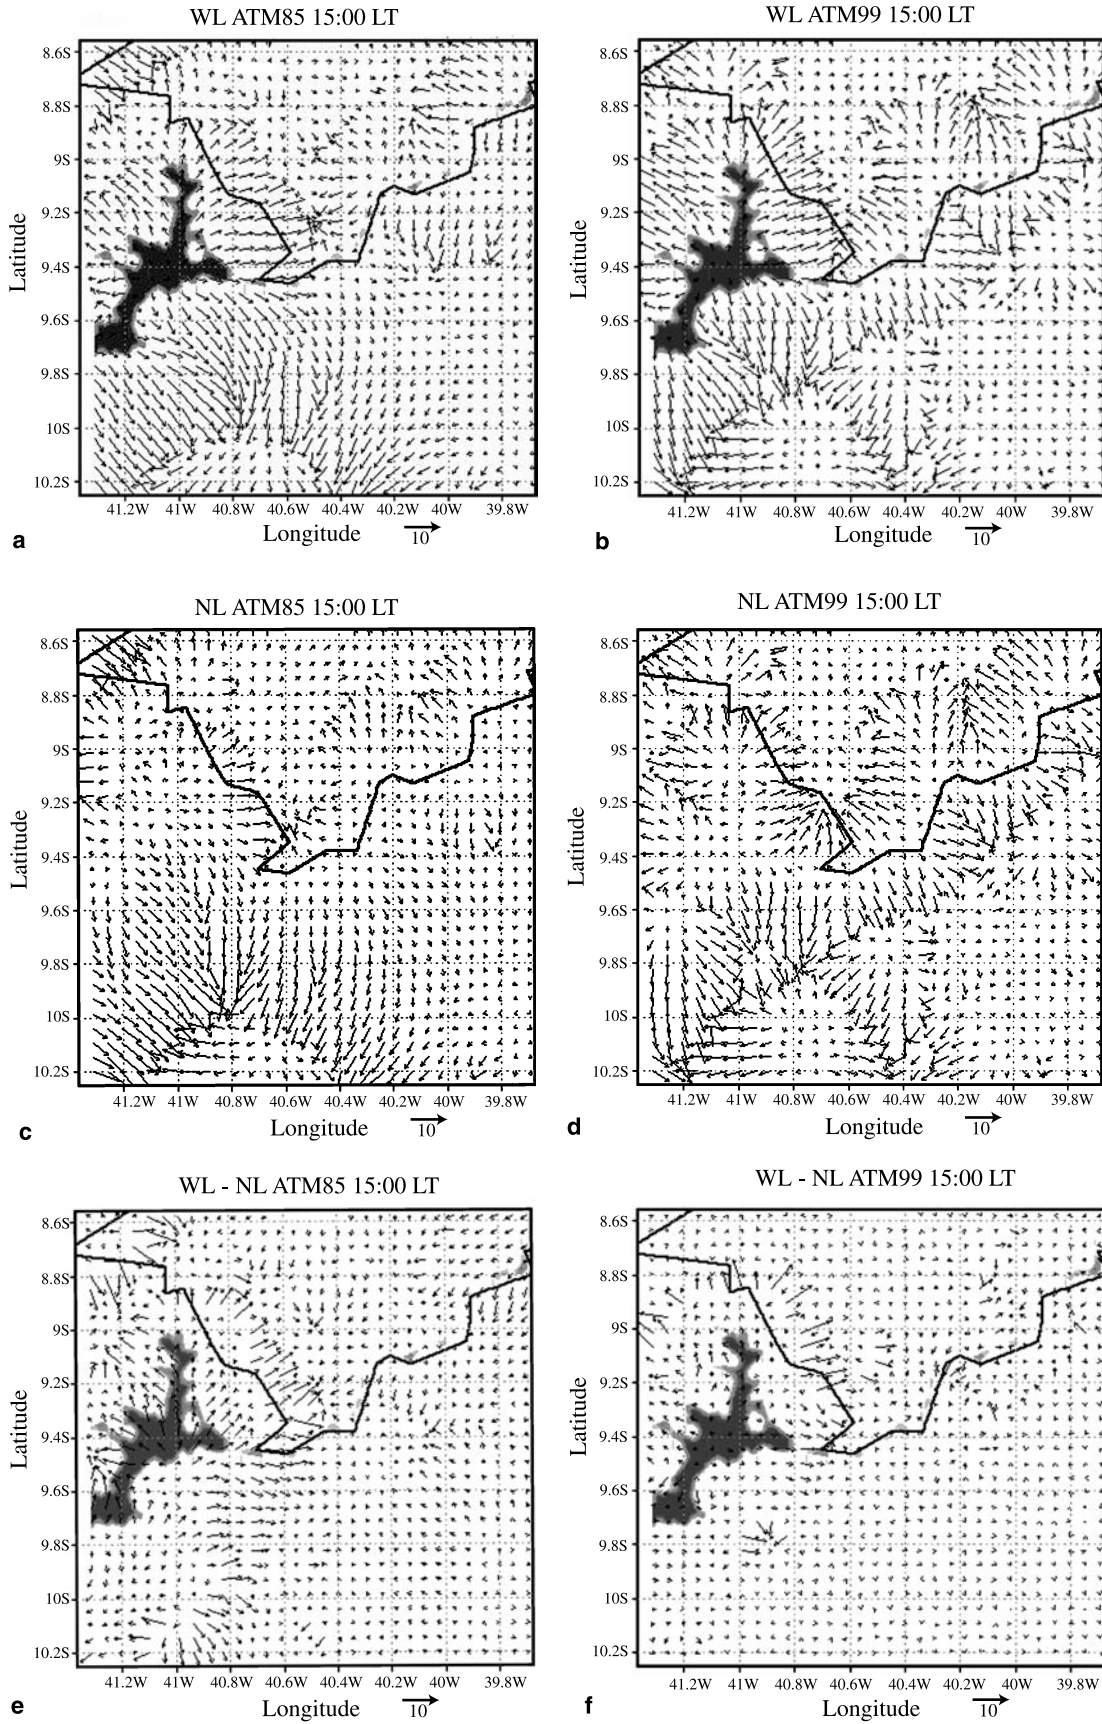 WL ATM85 15:00 LT
8.6S
8.8S
9S
9.2S
9.4S
9.6S
9.8S
10S
10.2S
Latitude
41.2W 41W 40.8W 40.6W 40.4W 40.2W 40W 39.8W
Longitude 10
a
WL ATM99 15:00 LT
8.6S
8.8S
9S
9.2S
9.4S
9.6S
9.8S
10S
10.2S
Latitude
41.2W 41W 40.8W 40.6W 40.4W 40.2W 40W 39.8W
Longitude 10
b
NL ATM85 15:00 LT
8.6S
8.8S
9S
9.2S
9.4S
9.6S
9.8S
10S
10.2S
Latitude
41.2W 41W 40.8W 40.6W 40.4W 40.2W 40W 39.8W
Longitude 10
c
NL ATM99 15:00 LT
8.6S
8.8S
9S
9.2S
9.4S
9.6S
9.8S
10S
10.2S
Latitude
41.2W 41W 40.8W 40.6W 40.4W 40.2W 40W 39.8W
Longitude 10
d
WL - NL ATM85 15:00 LT
8.6S
8.8S
9S
9.2S
9.4S
9.6S
9.8S
10S
10.2S
Latitude
41.2W 41W 40.8W 40.6W 40.4W 40.2W 40W 39.8W
Longitude 10
e
WL - NL ATM99 15:00 LT
8.6S
8.8S
9S
9.2S
9.4S
9.6S
9.8S
10S
10.2S
Latitude
41.2W 41W 40.8W 40.6W 40.4W 40.2W 40W 39.8W
Longitude 10
f